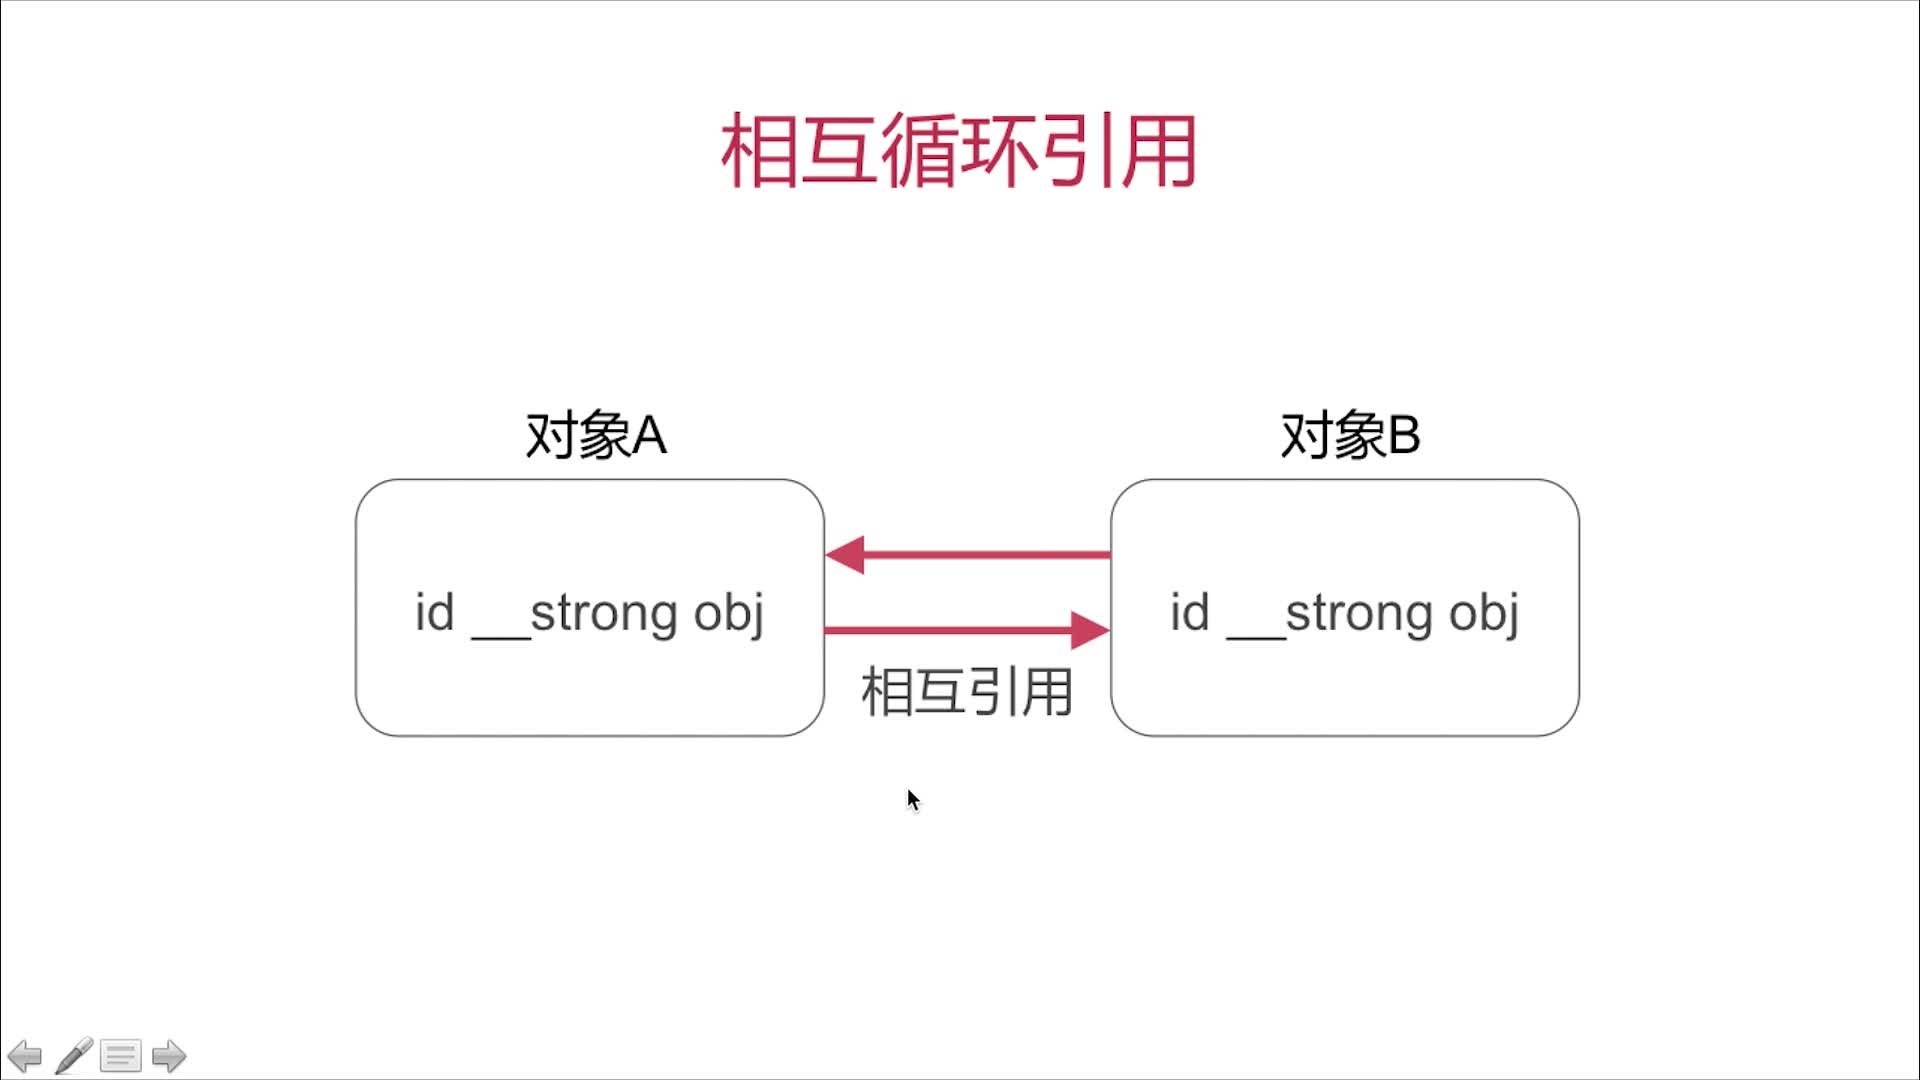 相互循环引用
对象A
对象B
id __strong obj
id __strong obj
相互引用